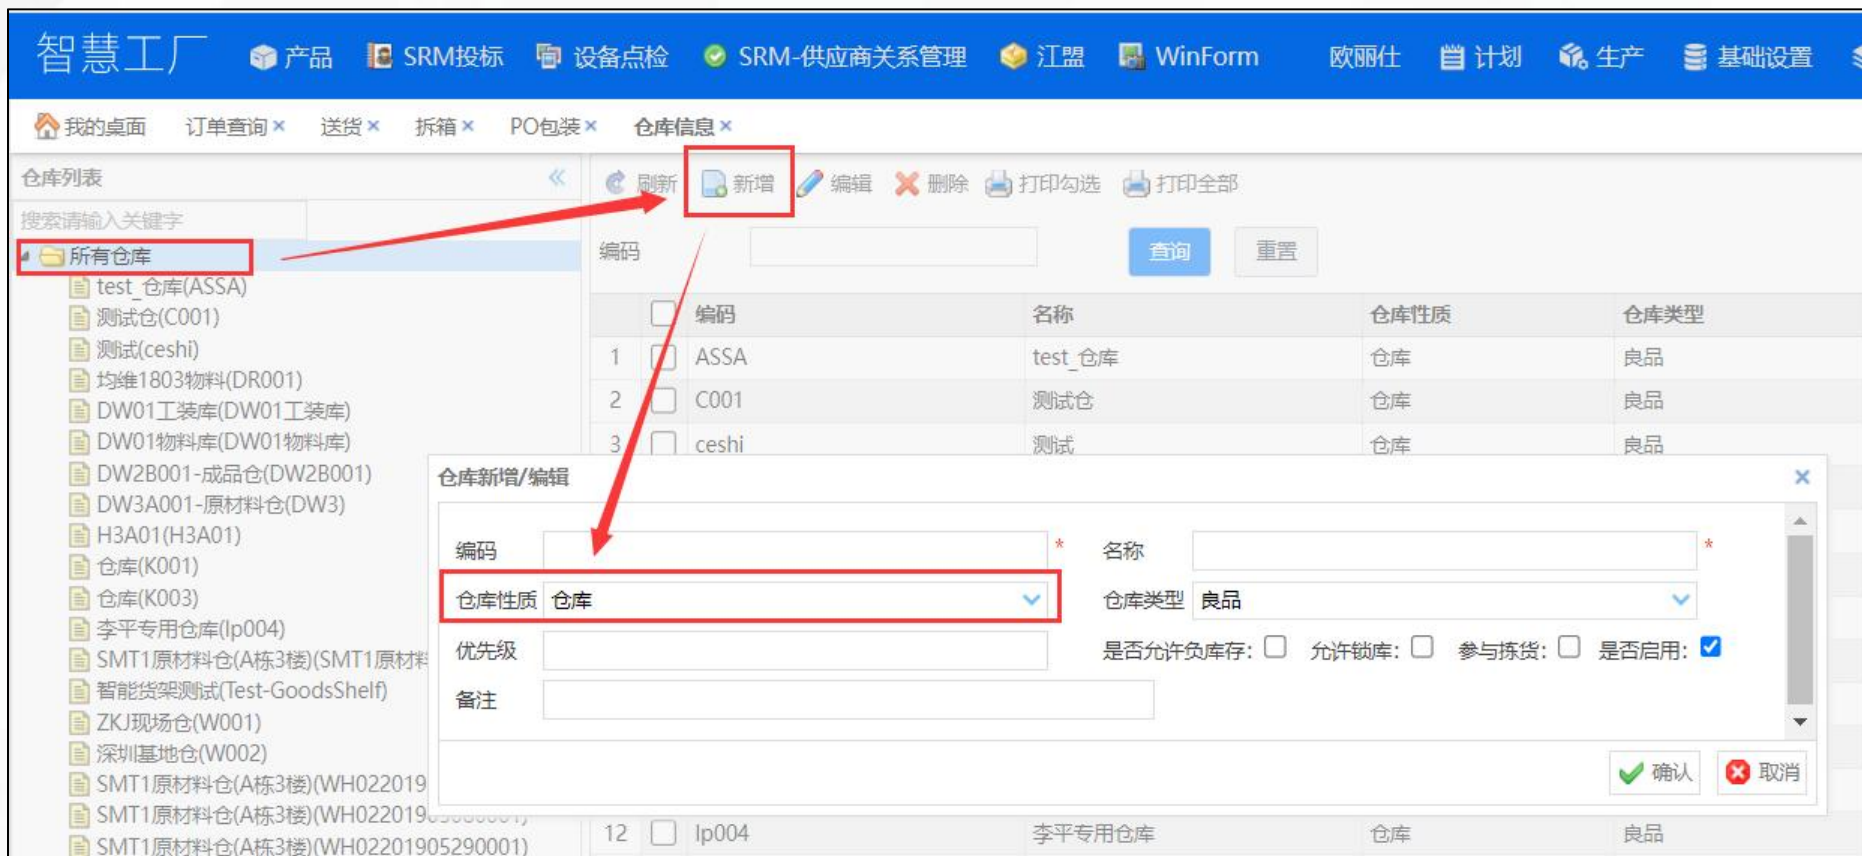 智慧工厂 产品 SRM投标 设备点检 SRM-供应商关系管理 江盟 WinForm 欧丽仕 计划 生产 基础设置
我的桌面 订单查询 送货 拆箱 PO包装 仓库信息
仓库列表
刷新 新增 编辑 删除 打印勾选 打印全部
搜索请输入关键字
所有仓库
编码 查询 重置
test_仓库(ASSA)
测试仓(C001)
测试(ceshi)
均维1803物料(DR001)
DW01工装库(DW01工装库)
DW01物料库(DW01物料库)
DW2B001-成品仓(DW2B001)
DW3A001-原材料仓(DW3)
H3A01(H3A01)
仓库(K001)
仓库(K003)
李平专用仓库(lp004)
SMT1原材料仓(A栋3楼)(SMT1原材料
智能货架测试(Test-GoodsShelf)
ZKJ现场仓(W001)
深圳基地仓(W002)
SMT1原材料仓(A栋3楼)(WH022019
SMT1原材料仓(A栋3楼)(WH022019
SMT1原材料仓(A栋3楼)(WH02201905290001)
编码 名称 仓库性质 仓库类型
1 ASSA test_仓库 仓库 良品
2 C001 测试仓 仓库 良品
3 ceshi 测试 仓库 良品
仓库新增/编辑
编码 * 名称 *
仓库性质 仓库 仓库类型 良品
优先级 是否允许负库存: 允许锁库: 参与拣货: 是否启用:
备注
确认 取消
12 lp004 李平专用仓库 仓库 良品